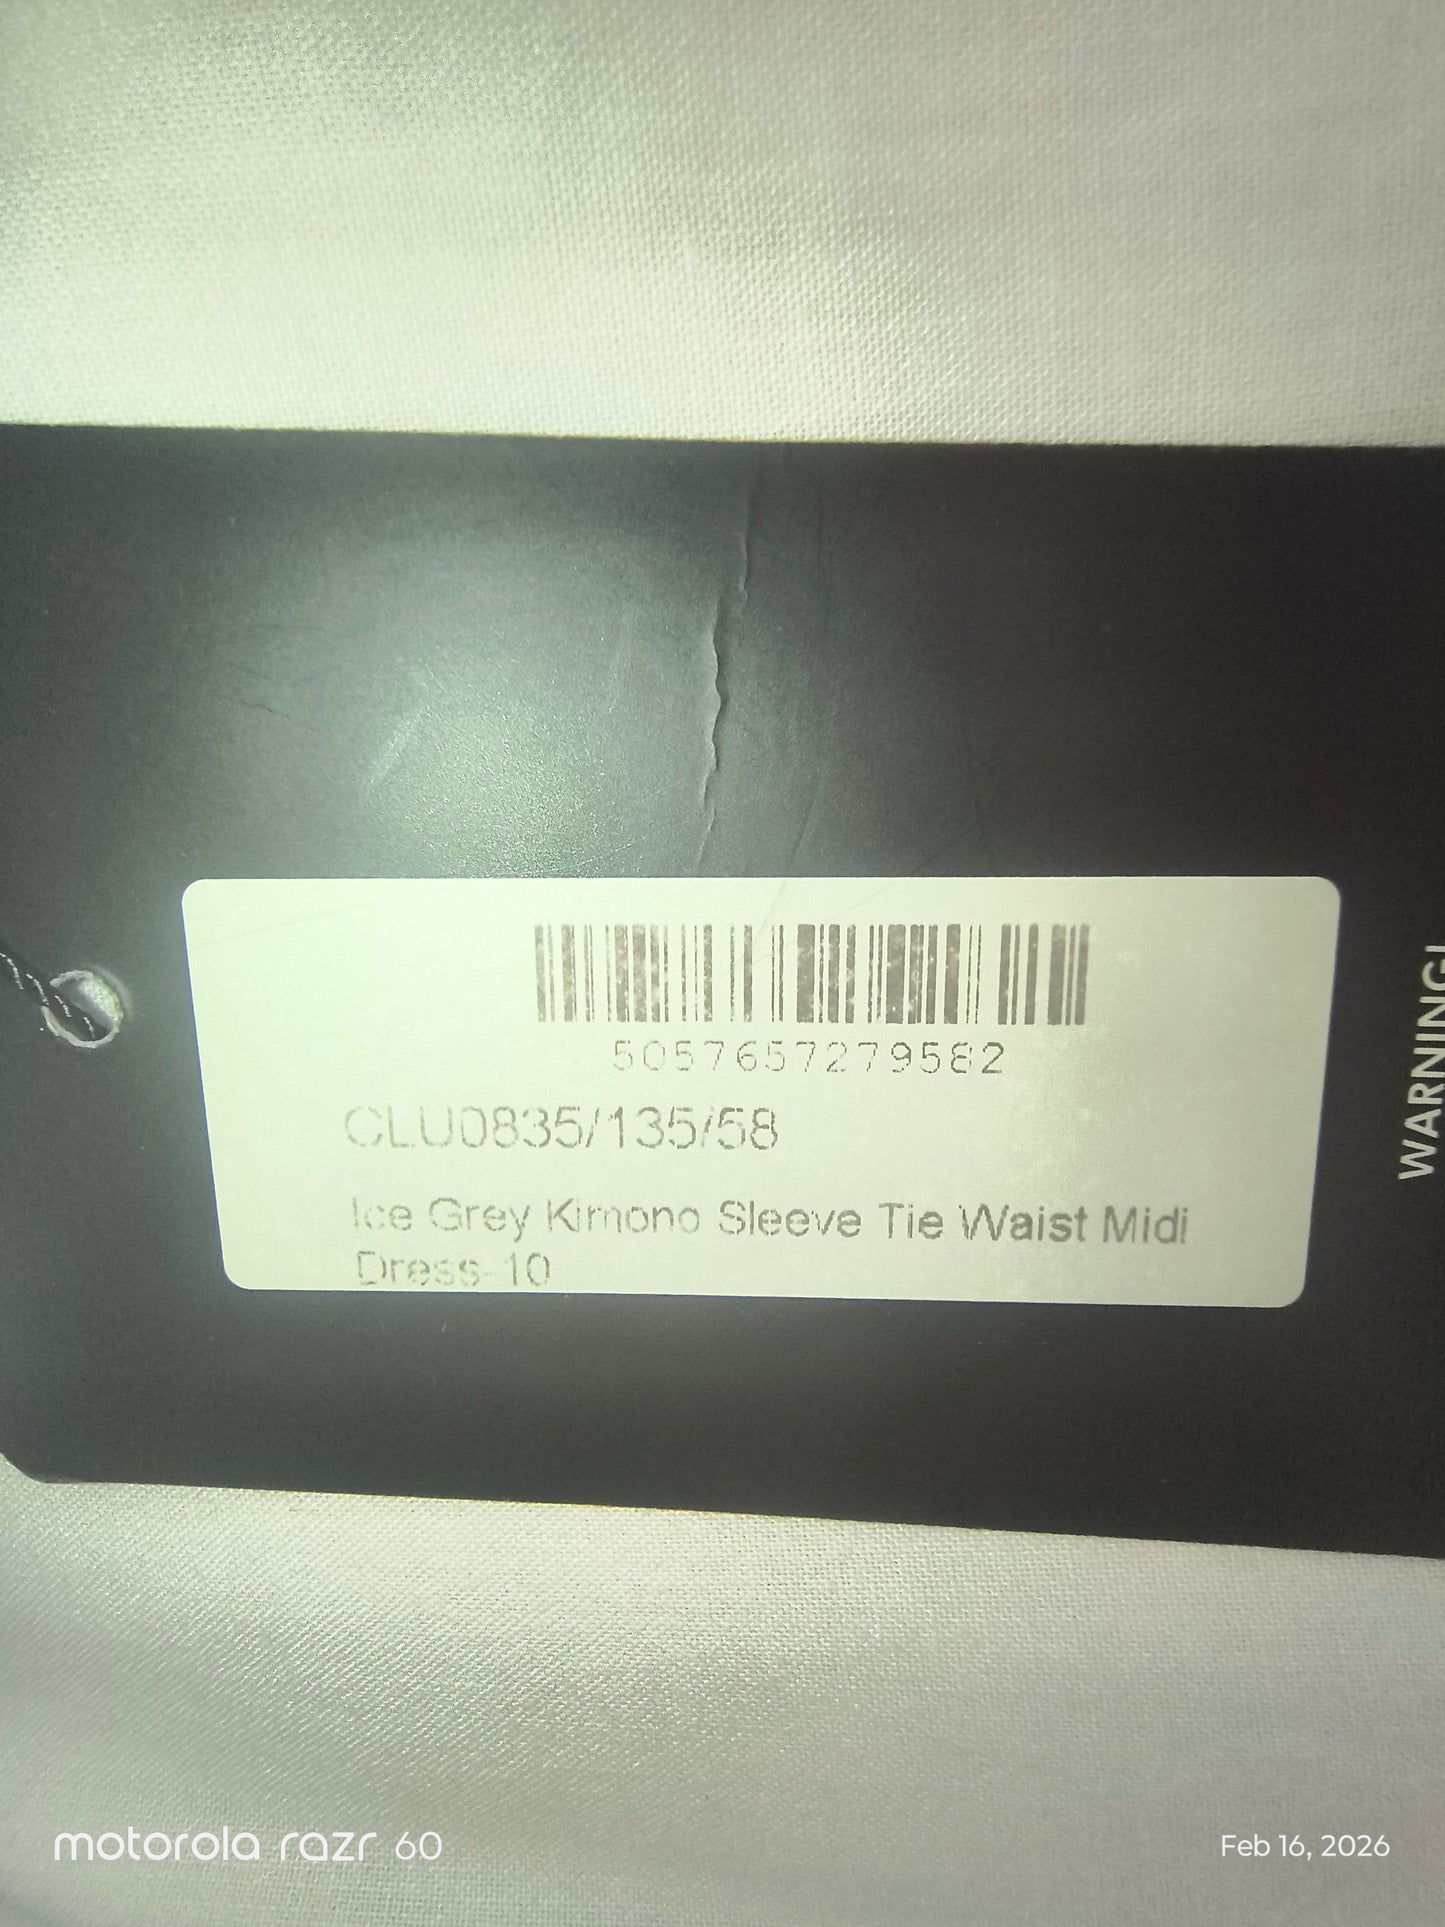 5057657279582
CLU0835/135/58
Ice Grey Kimono Sleeve Tie Waist Midi
Dress-10
WARNING!
motorola razr 60
Feb 16, 2026